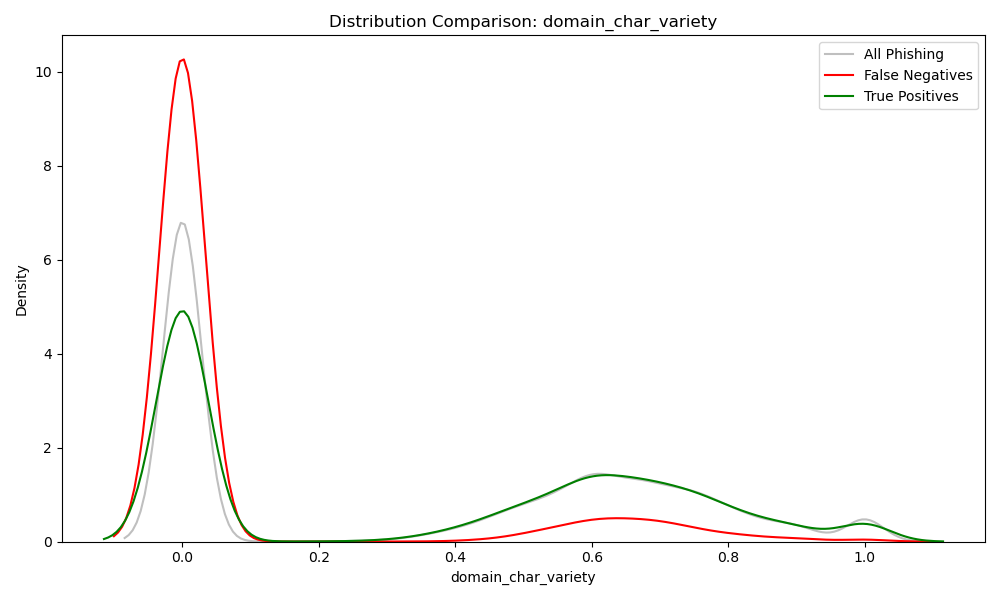 Distribution Comparison: domain_char_variety
All Phishing
False Negatives
True Positives
Density
10
8
6
4
2
0
0.0 0.2 0.4 0.6 0.8 1.0
domain_char_variety